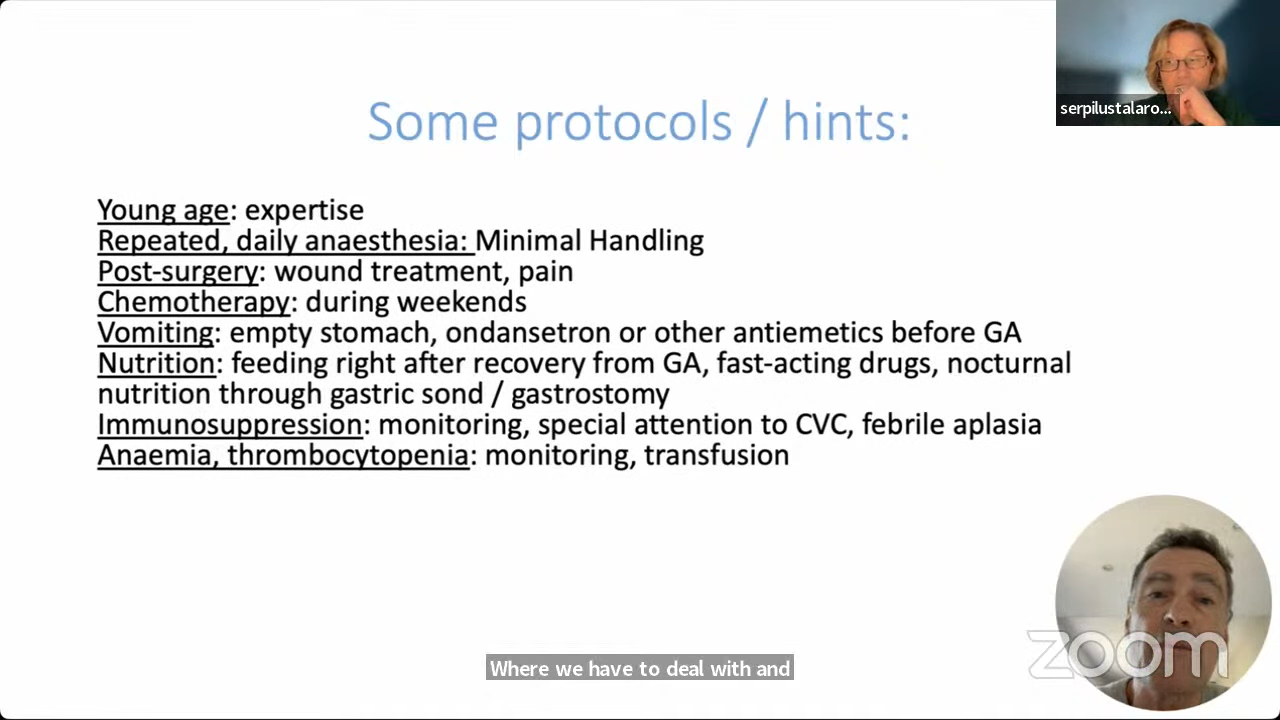 serpilustalaro...
Some protocols / hints:
Young age: expertise
Repeated, daily anaesthesia: Minimal Handling
Post-surgery: wound treatment, pain
Chemotherapy: during weekends
Vomiting: empty stomach, ondansetron or other antiemetics before GA
Nutrition: feeding right after recovery from GA, fast-acting drugs, nocturnal
nutrition through gastric sond / gastrostomy
Immunosuppression: monitoring, special attention to CVC, febrile aplasia
Anaemia, thrombocytopenia: monitoring, transfusion
Where we have to deal with and
zoom